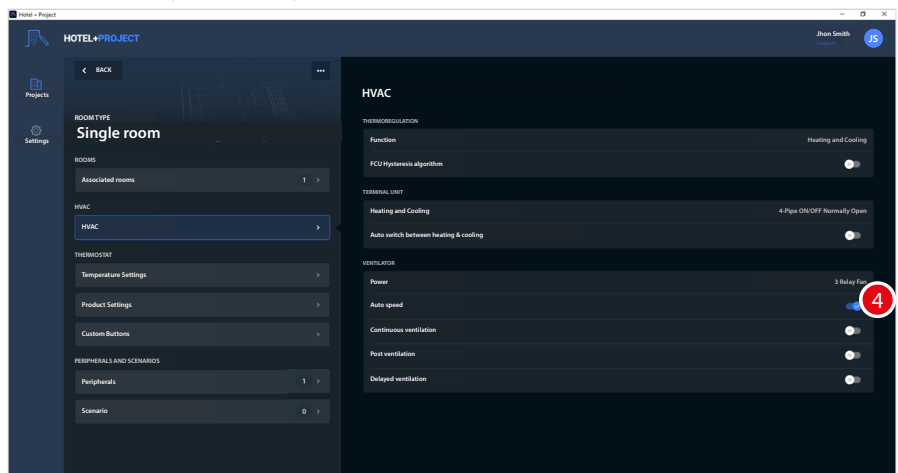 Hotel + Project
HOTEL+PROJECT
Jhon Smith
Logout
JS
Projects
Settings
BACK
ROOM TYPE
Single room
ROOMS
Associated rooms 1
HVAC
HVAC
THERMOSTAT
Temperature Settings
Product Settings
Custom Buttons
PERIPHERALS AND SCENARIOS
Peripherals 1
Scenario 0
HVAC
THERMOREGULATION
Function Heating and Cooling
FCU Hysteresis algorithm
TERMINAL UNIT
Heating and Cooling 4-Pipe ON/OFF Normally Open
Auto switch between heating & cooling
VENTILATOR
Power 3 Relay Fan
Auto speed
4
Continuous ventilation
Post ventilation
Delayed ventilation